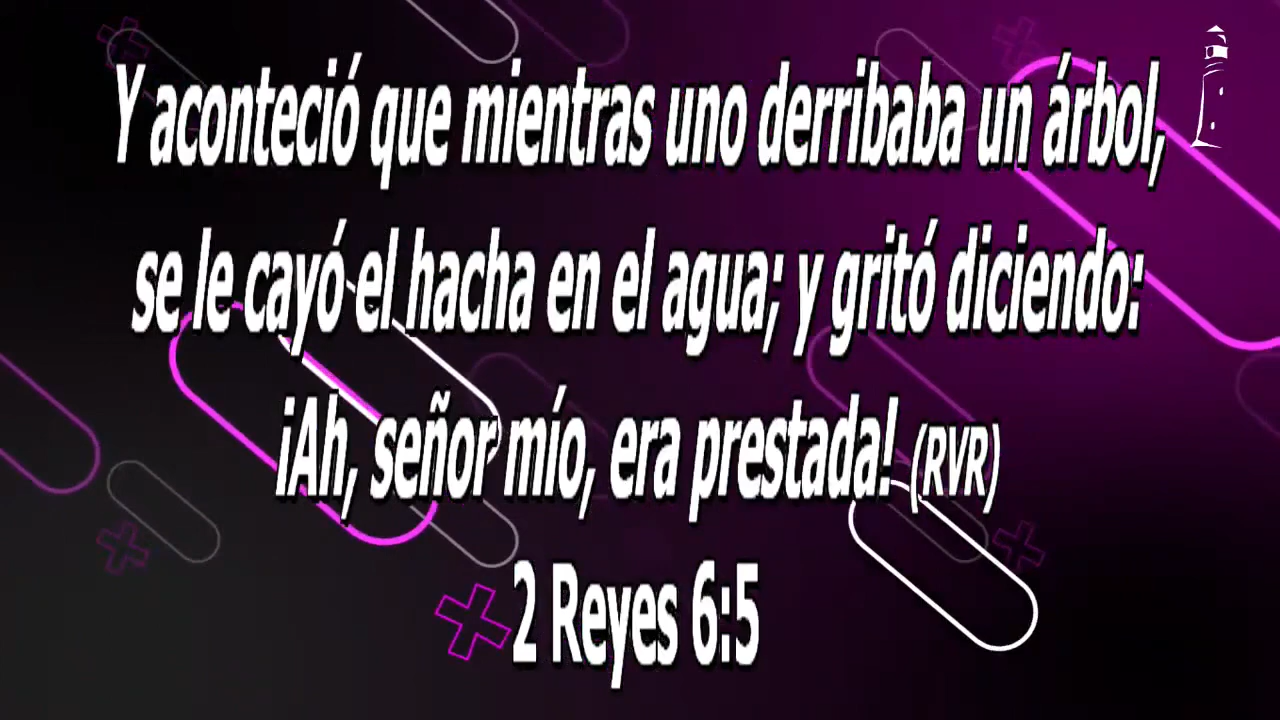 Y aconteció que mientras uno derribaba un árbol,
se le cayó el hacha en el agua; y gritó diciendo:
¡Ah, señor mío, era prestada! (RVR)
2 Reyes 6:5